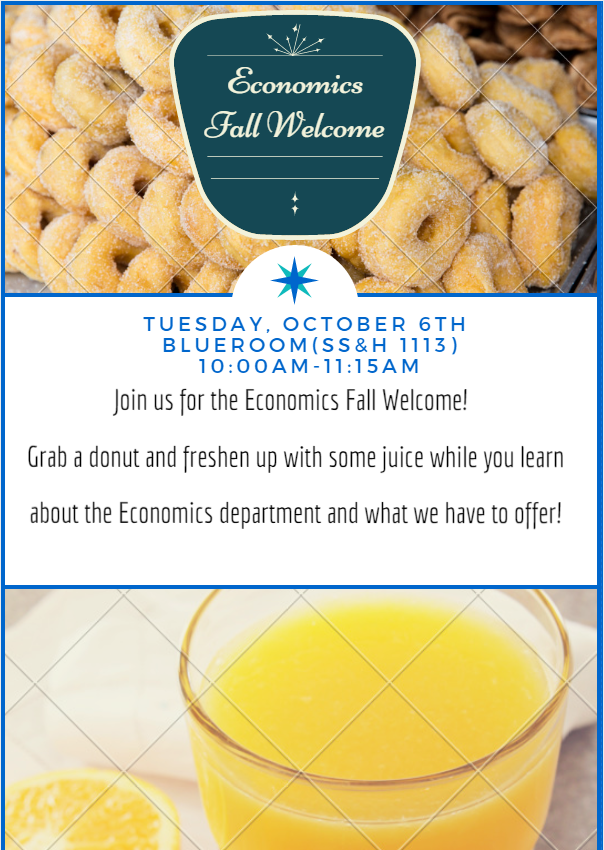 Economics
Fall Welcome
TUESDAY, OCTOBER 6TH
BLUEROOM(SS&H 1113)
10:00AM-11:15AM
Join us for the Economics Fall Welcome!
Grab a donut and freshen up with some juice while you learn
about the Economics department and what we have to offer!